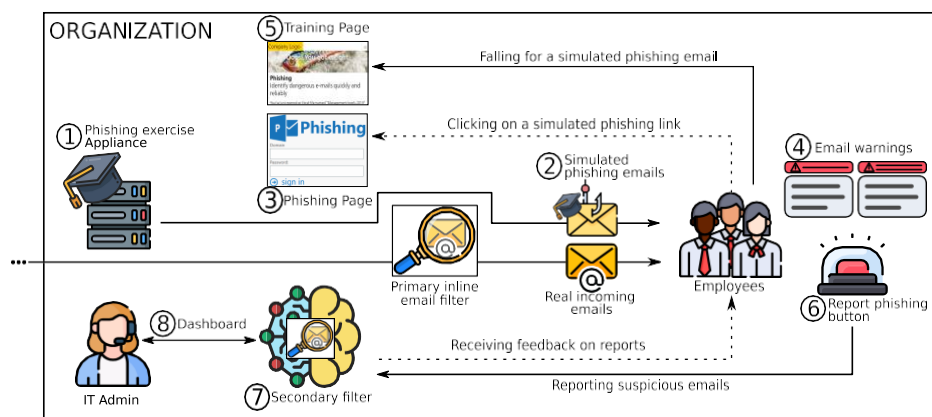 ORGANIZATION
⑤ Training Page
Company Logo
Phishing
Identify dangerous e-mails quickly and
reliably
Falling for a simulated phishing email
① Phishing exercise
Appliance
P Phishing
Domain
Password
sign in
③ Phishing Page
Clicking on a simulated phishing link
② Simulated
phishing emails
④ Email warnings
...
@
Primary inline
email filter
@
Real incoming
emails
Employees
⑥ Report phishing
button
⑧ Dashboard
IT Admin
@
⑦ Secondary filter
Receiving feedback on reports
Reporting suspicious emails